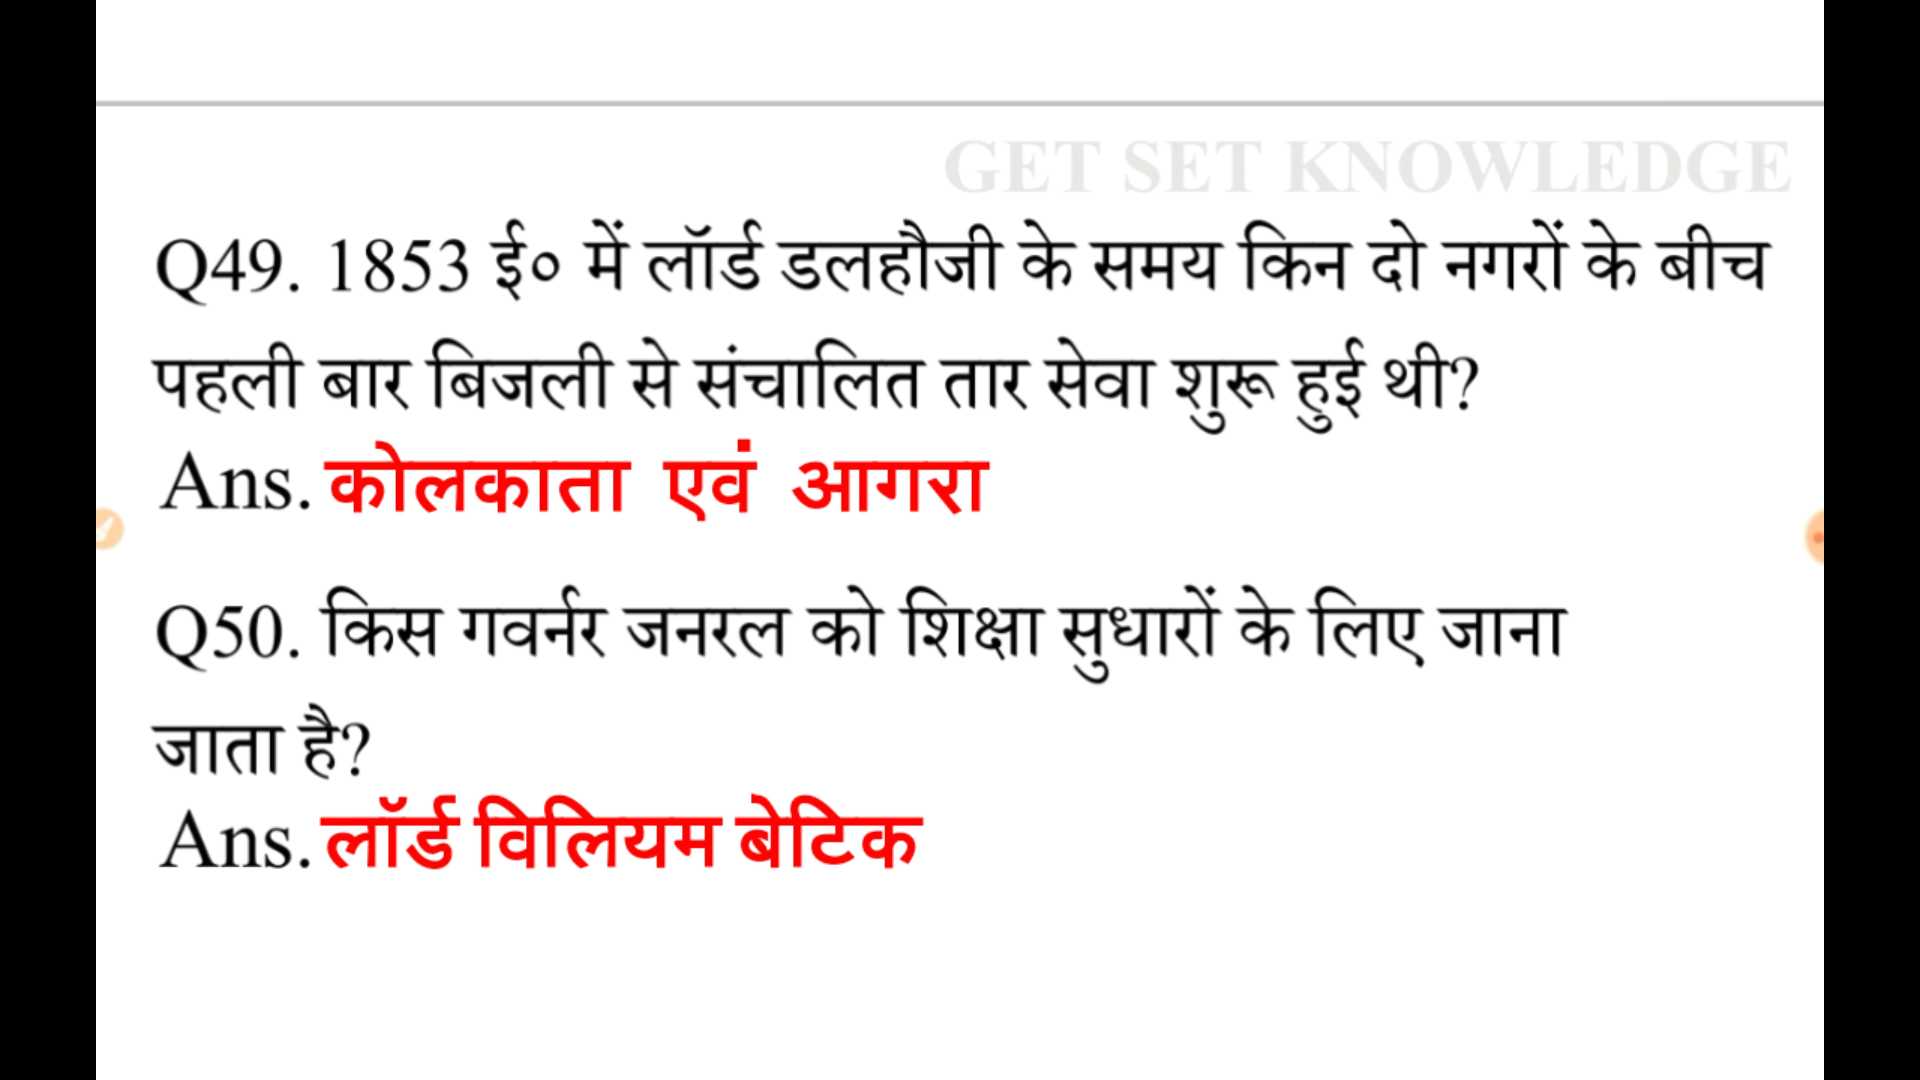 GET SET KNOWLEDGE
Q49. 1853 ई० में लॉर्ड डलहौजी के समय किन दो नगरों के बीच
पहली बार बिजली से संचालित तार सेवा शुरू हुई थी?
Ans. कोलकाता एवं आगरा
Q50. किस गवर्नर जनरल को शिक्षा सुधारों के लिए जाना
जाता है?
Ans. लॉर्ड विलियम बेटिक